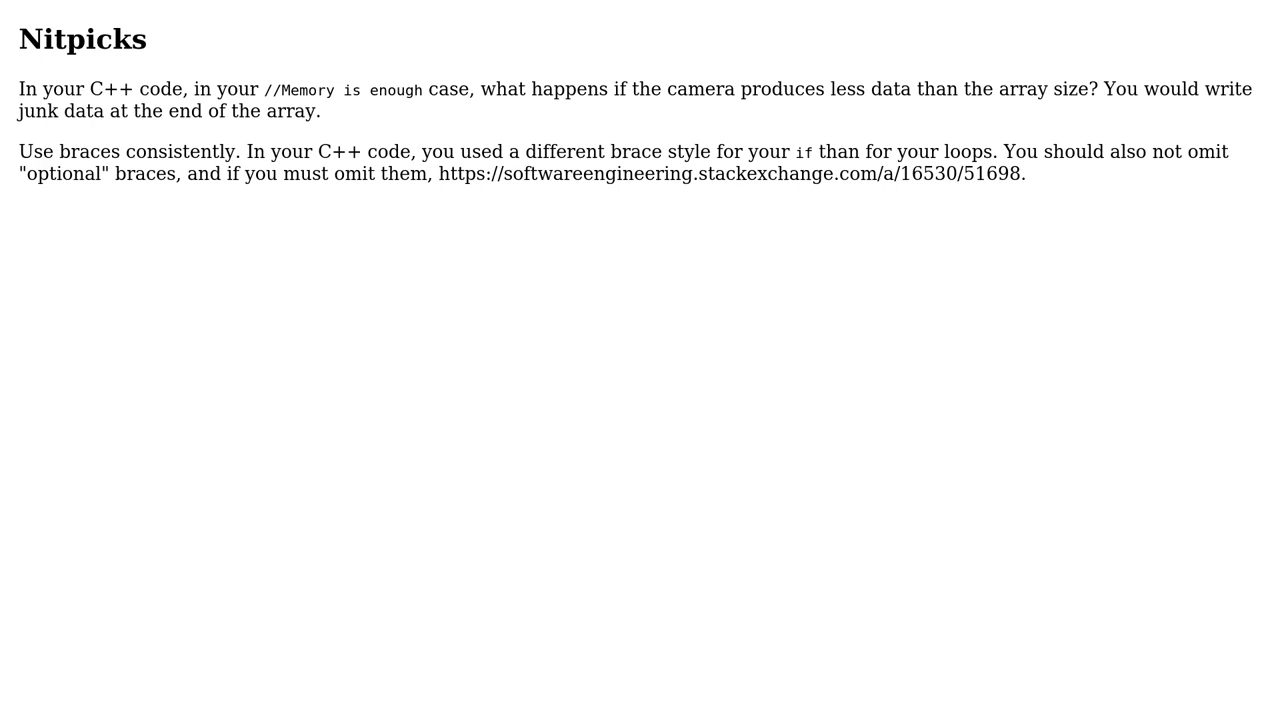 Nitpicks
In your C++ code, in your //Memory is enough case, what happens if the camera produces less data than the array size? You would write
junk data at the end of the array.
Use braces consistently. In your C++ code, you used a different brace style for your if than for your loops. You should also not omit
"optional" braces, and if you must omit them, https://softwareengineering.stackexchange.com/a/16530/51698.